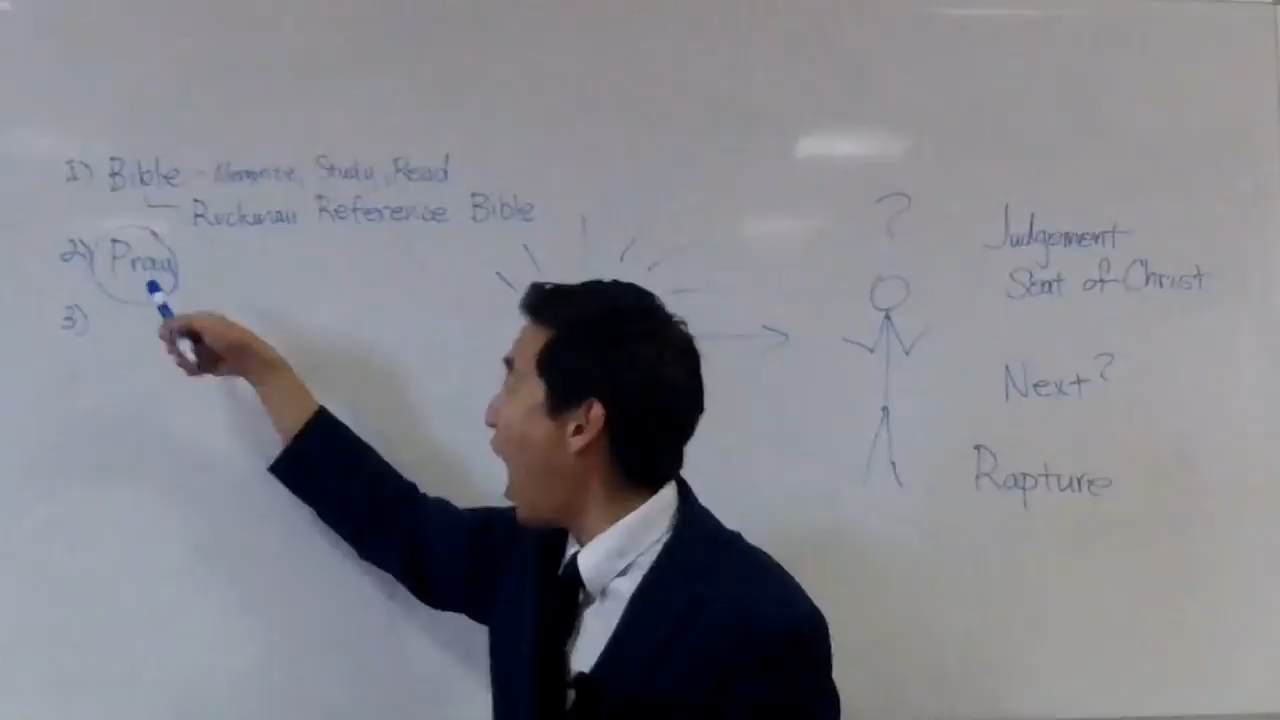 1) Bible - Memorize, Study, Read
Ruckman Reference Bible
2) Pray
3)
?
Judgement
Seat of Christ
Next?
Rapture